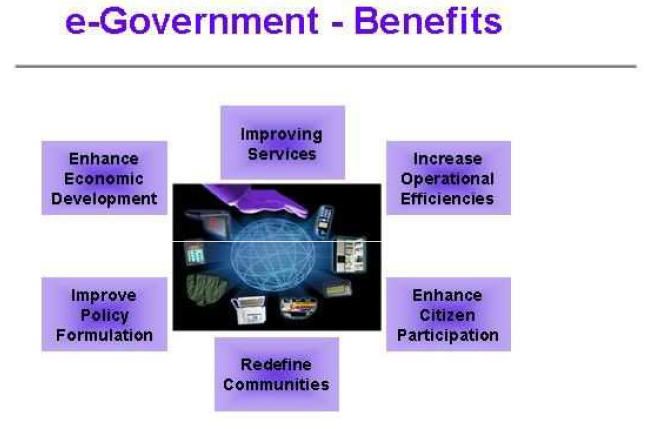 e-Government - Benefits
Improving
Services
Enhance
Economic
Development
Increase
Operational
Efficiencies
Improve
Policy
Formulation
Enhance
Citizen
Participation
Redefine
Communities